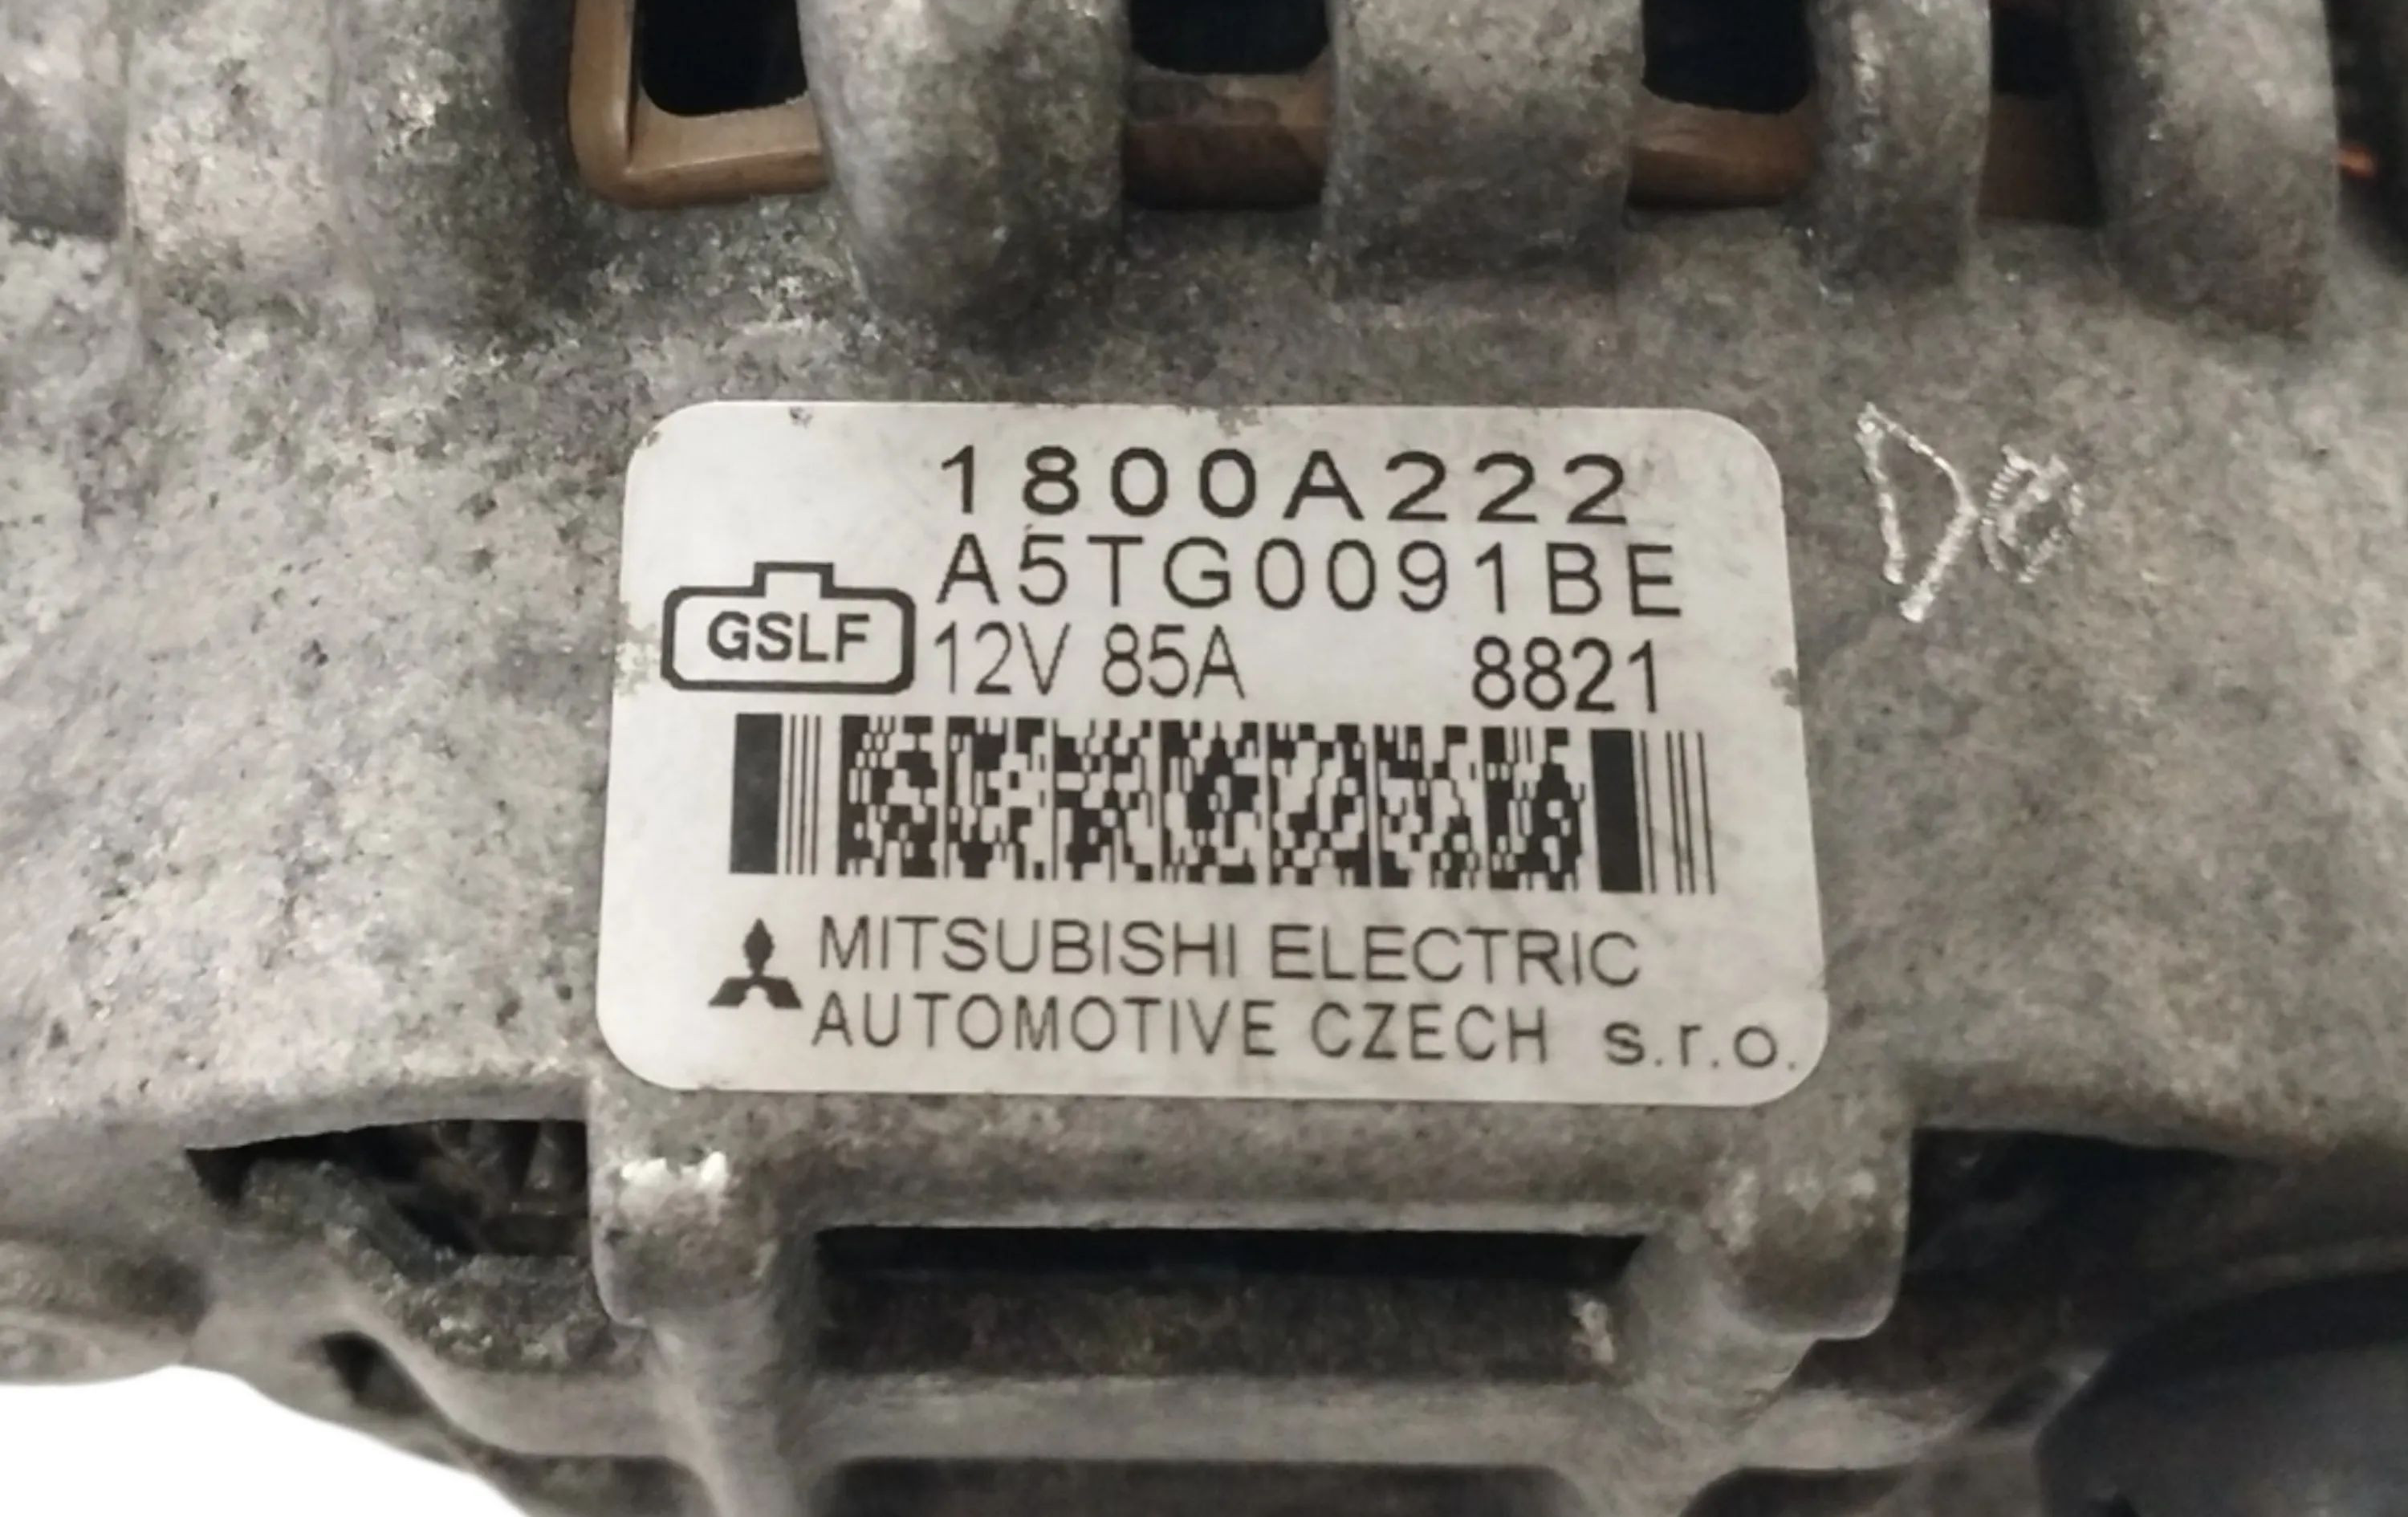 1800A222
A5TG0091BE
GSLF
12V 85A 8821
MITSUBISHI ELECTRIC
AUTOMOTIVE CZECH s.r.o.